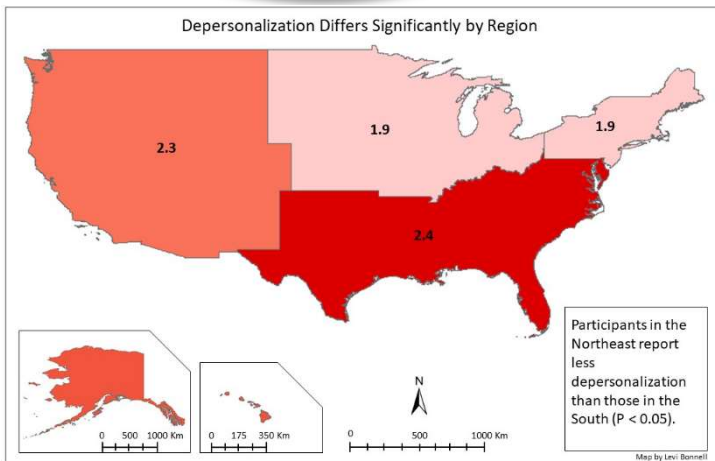 Depersonalization Differs Significantly by Region
2.3
1.9
1.9
2.4
Participants in the
Northeast report
less
depersonalization
than those in the
South (P < 0.05).
N
0 500 1000 Km
0 175 350 Km
0 500 1000 Km
Map by Levi Bonnell